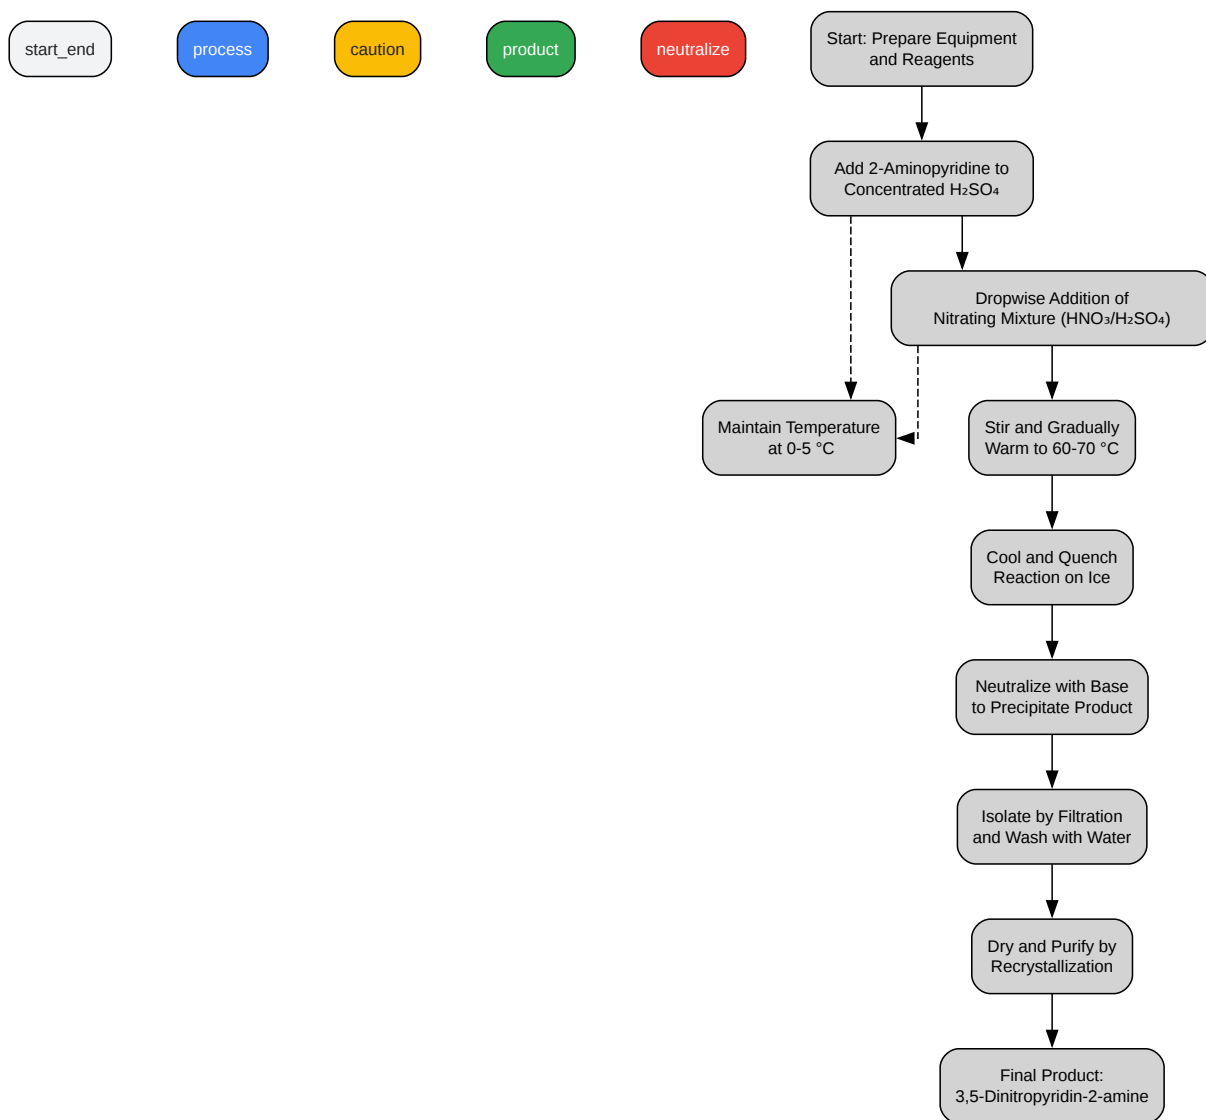 start_end
process
caution
product
neutralize
Start: Prepare Equipment
and Reagents
Add 2-Aminopyridine to
Concentrated H₂SO₄
Dropwise Addition of
Nitrating Mixture (HNO₃/H₂SO₄)
Maintain Temperature
at 0-5 °C
Stir and Gradually
Warm to 60-70 °C
Cool and Quench
Reaction on Ice
Neutralize with Base
to Precipitate Product
Isolate by Filtration
and Wash with Water
Dry and Purify by
Recrystallization
Final Product:
3,5-Dinitropyridin-2-amine